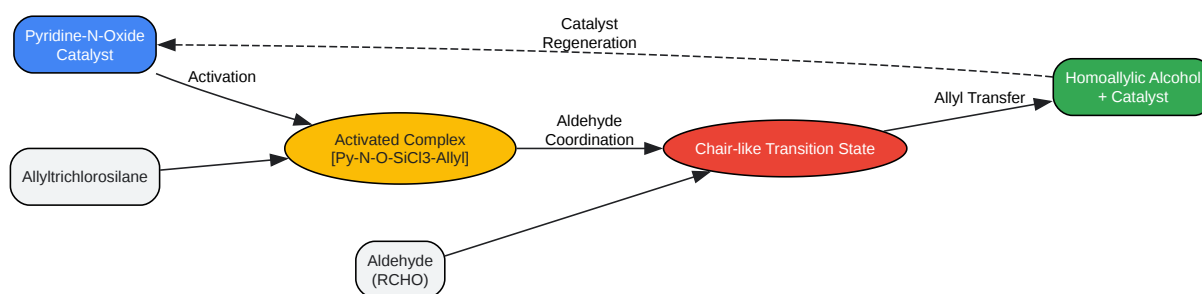 Pyridine-N-Oxide
Catalyst
Catalyst
Regeneration
Activation
Homoallylic Alcohol
+ Catalyst
Allyl Transfer
Aldehyde
Coordination
Activated Complex
[Py-N-O-SiCl3-Allyl]
Chair-like Transition State
Allyltrichlorosilane
Aldehyde
(RCHO)